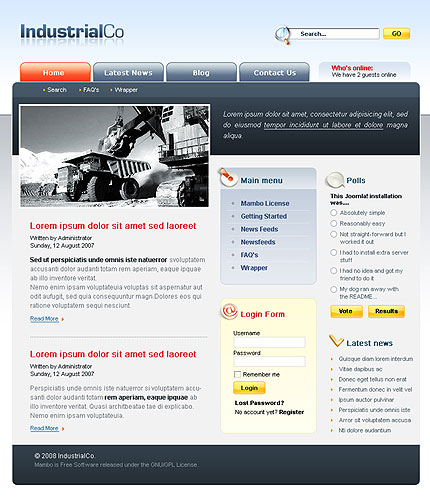 IndustrialCo
Search...
GO
Home
Latest News
Blog
Contact Us
Who's online:
We have 2 guests online
Search
FAQ's
Wrapper
Lorem ipsum dolor sit amet, consectetur adipisicing elit, sed
do eiusmod tempor incididunt ut labore et dolore magna
aliqua.
Lorem ipsum dolor sit amet sed laoreet
Written by Administrator
Sunday, 12 August 2007
Sed ut perspiciatis unde omnis iste natuerror svoluptatem
accusanti dolor audanti totam rem aperiam, eaque ipquae
ab illo inventore veritat.
Nemo enim ipsam voluptateuia voluptas sit aspernatur aut
odit aufugit, sed quia consequuntur magn.Dolores eos qui
ratione voluptatem sequi nesciunt.
Read More
Lorem ipsum dolor sit amet sed laoreet
Written by Administrator
Sunday, 12 August 2007
Perspiciatis unde omnis iste natuerror si avoluptatem accu-
santi dolor audanti totam rem aperiam, eaque ipquae ab
illo inventore veritat. Quasi architbeatae tae di explicabo.
Nemo enim ipsam voluptateuia.
Read More
Main menu
Mambo License
Getting Started
News Feeds
Newsfeeds
FAQ's
Wrapper
Login Form
Username
Password
Remember me
Login
Lost Password?
No account yet? Register
Polls
This Joomla! installation
was....
Absolutely simple
Reasonably easy
Not straight-forward but I
worked it out
I had to install extra server
stuff
I had no idea and got my
friend to do it
My dog ran away with
the README...
Vote
Results
Latest news
Quisque diam lorem interdum
Vitae dapibus ac
Donec eget tellus non erat
Fermentum donec in velit vel
Ipsum auctor pulvinar
Perspiciatis unde omnis iste
Donec sit amet eros
Nti dolore audantium
© 2008 IndustrialCo.
Mambo is Free Software released under the GNU/GPL License.